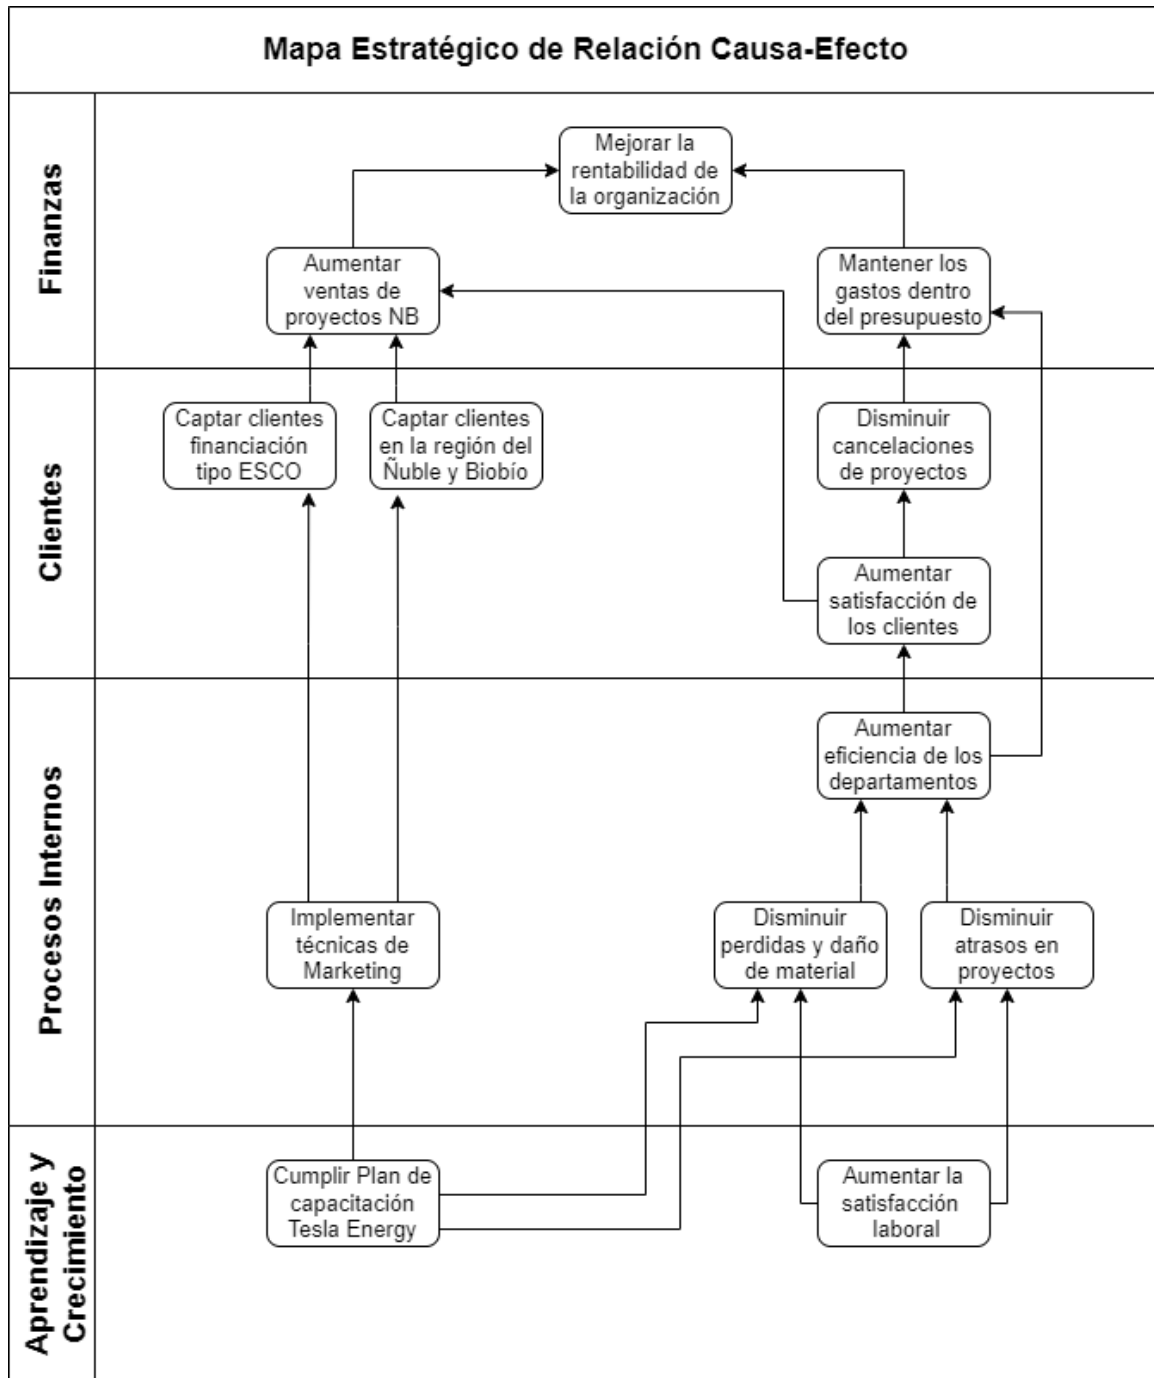 Mapa Estratégico de Relación Causa-Efecto
Finanzas
Mejorar la
rentabilidad de
la organización
Aumentar
ventas de
proyectos NB
Mantener los
gastos dentro
del presupuesto
Clientes
Captar clientes
financiación
tipo ESCO
Captar clientes
en la región del
Ñuble y Biobío
Disminuir
cancelaciones
de proyectos
Aumentar
satisfacción de
los clientes
Procesos Internos
Aumentar
eficiencia de los
departamentos
Implementar
técnicas de
Marketing
Disminuir
perdidas y daño
de material
Disminuir
atrasos en
proyectos
Aprendizaje y
Crecimiento
Cumplir Plan de
capacitación
Tesla Energy
Aumentar la
satisfacción
laboral